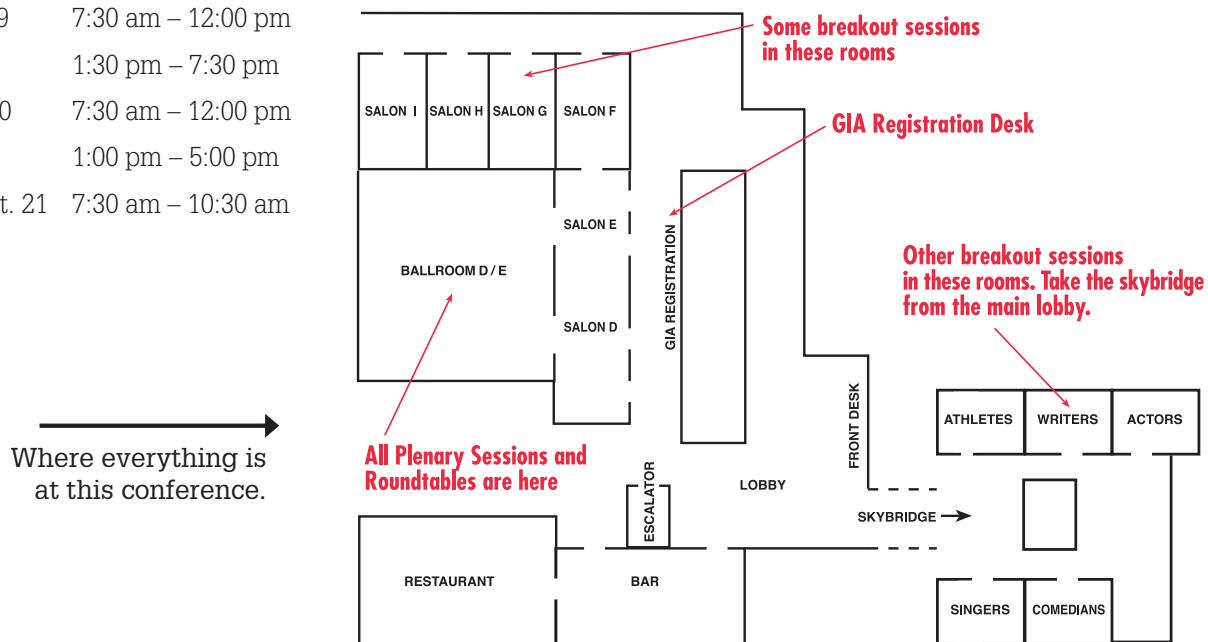 9 7:30 am – 12:00 pm
1:30 pm – 7:30 pm
0 7:30 am – 12:00 pm
1:00 pm – 5:00 pm
t. 21 7:30 am – 10:30 am
Where everything is
at this conference.
Some breakout sessions
in these rooms
SALON I
SALON H
SALON G
SALON F
GIA Registration Desk
SALON E
BALLROOM D / E
SALON D
GIA REGISTRATION
Other breakout sessions
in these rooms. Take the skybridge
from the main lobby.
FRONT DESK
ATHLETES
WRITERS
ACTORS
All Plenary Sessions and
Roundtables are here
ESCALATOR
LOBBY
SKYBRIDGE
RESTAURANT
BAR
SINGERS
COMEDIANS